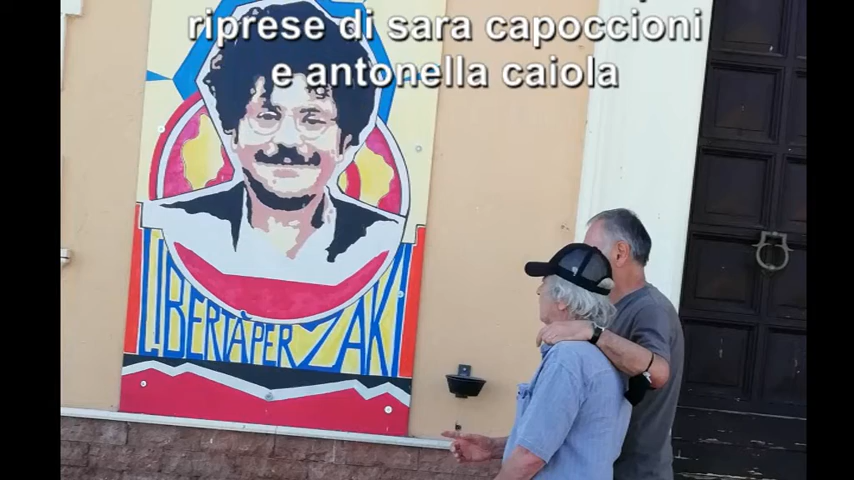 riprese di sara capoccioni
e antonella caiola
LIBERTÀ PER ZAKI